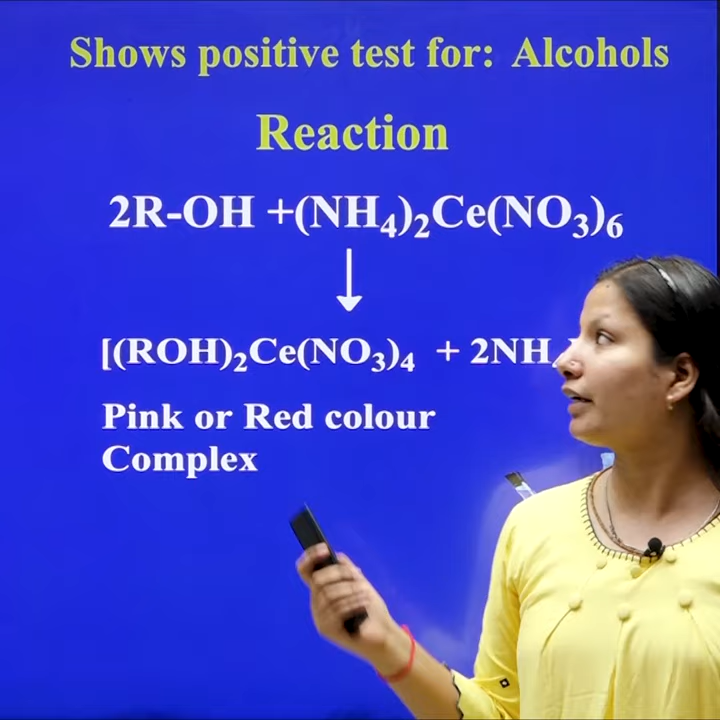 Shows positive test for: Alcohols
Reaction
2R-OH +(NH₄)₂Ce(NO₃)₆
[(ROH)₂Ce(NO₃)₄ + 2NH
Pink or Red colour
Complex